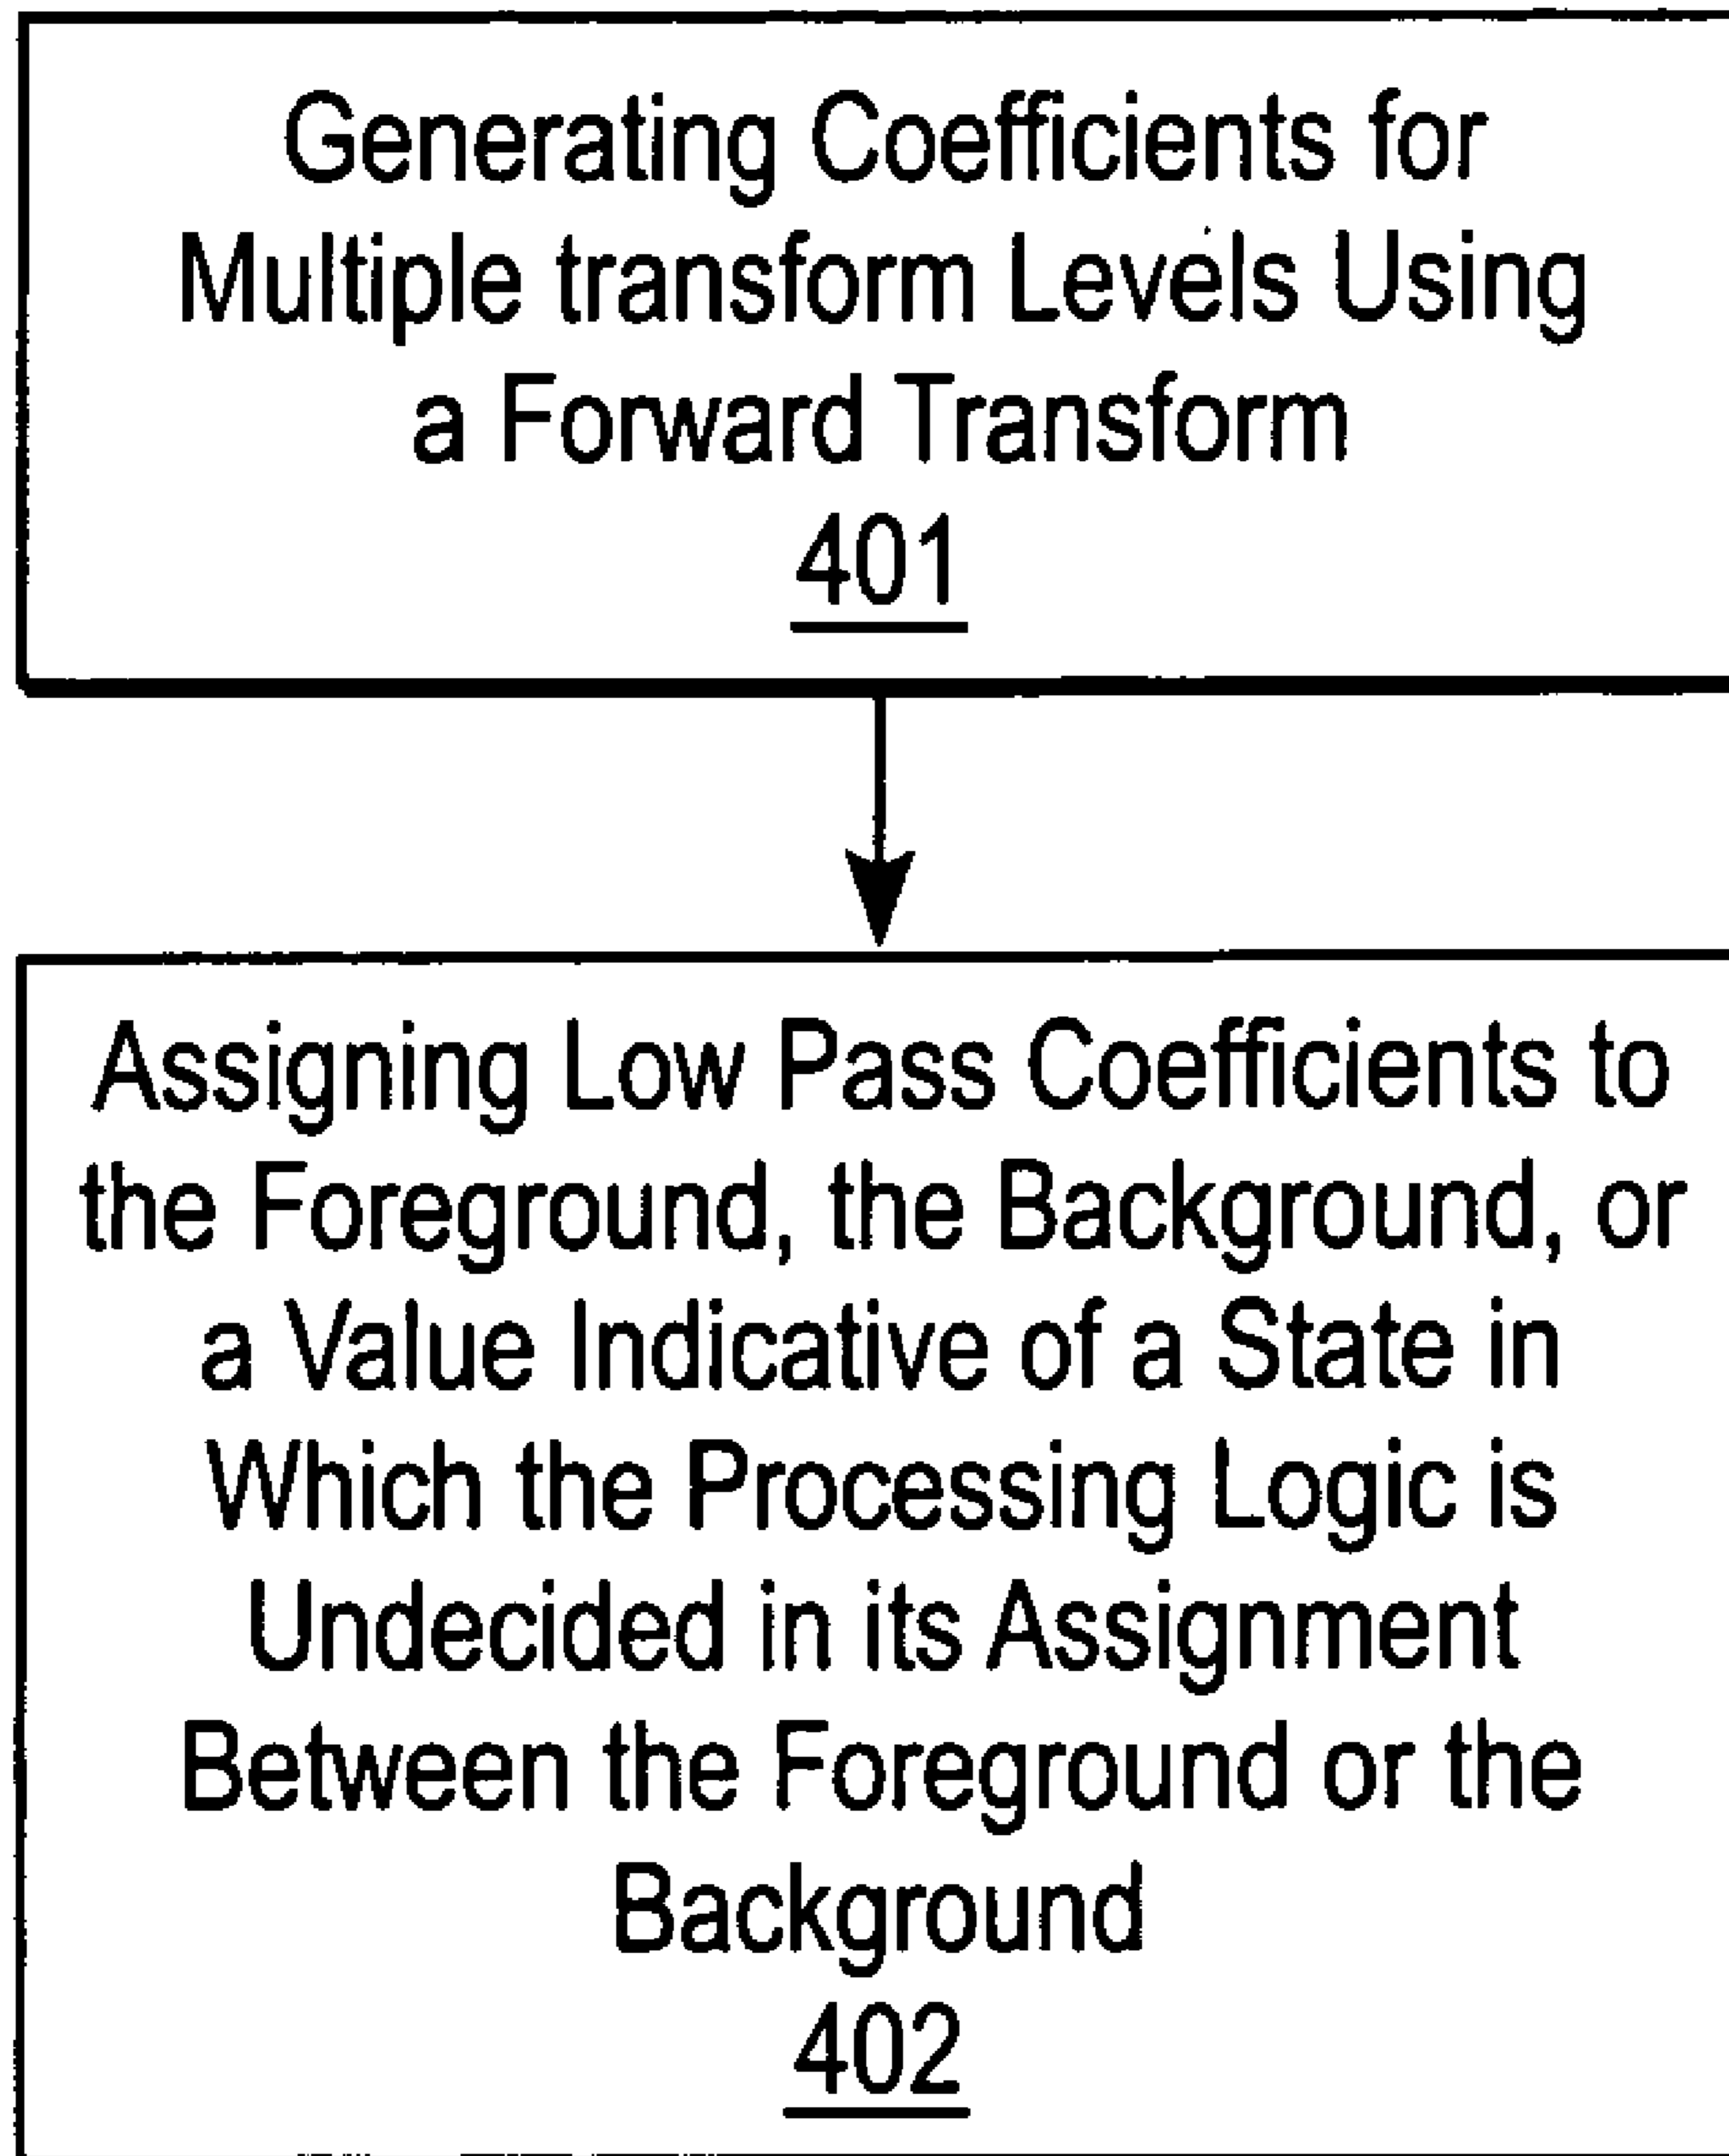 Generating Coefficients for
Multiple transform Levels Using
a Forward Transform
401
Assigning Low Pass Coefficients to
the Foreground, the Background, or
a Value Indicative of a State in
Which the Processing Logic is
Undecided in its Assignment
Between the Foreground or the
Background
402